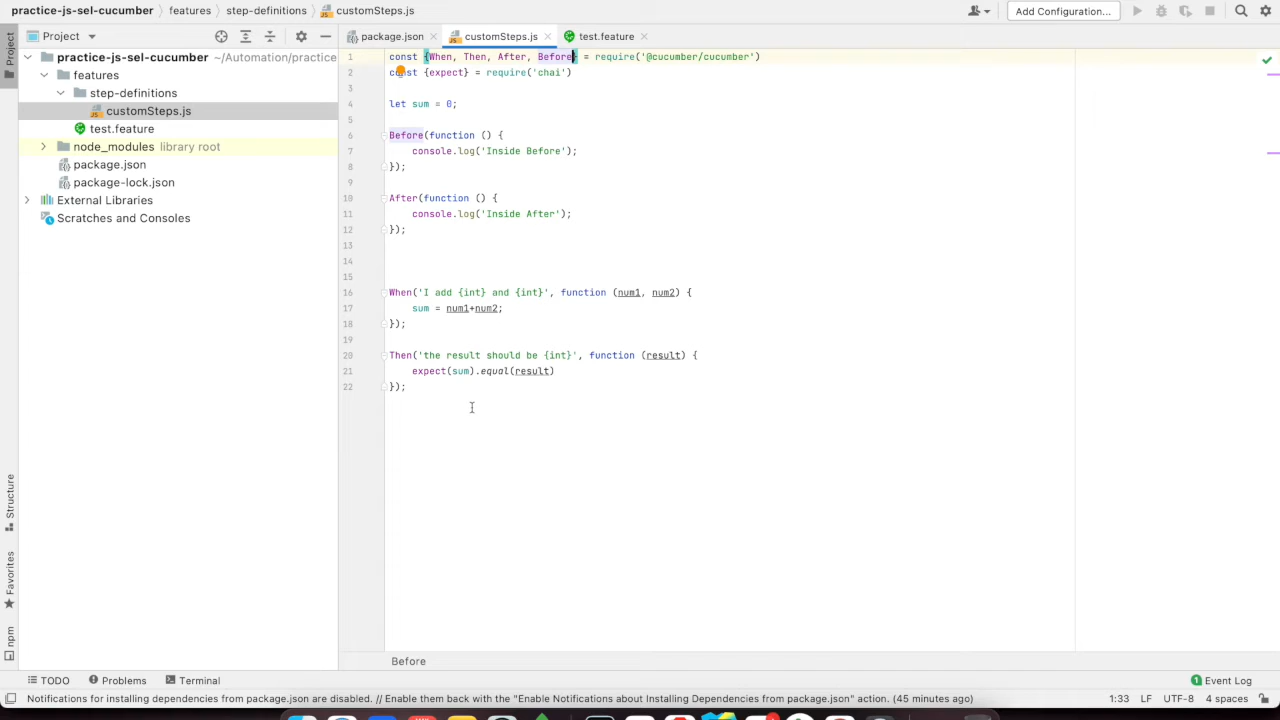 practice-js-sel-cucumber features step-definitions customSteps.js
Add Configuration...
Project
package.json
customSteps.js
test.feature
Project
practice-js-sel-cucumber ~/Automation/practice
features
step-definitions
customSteps.js
test.feature
node_modules library root
package.json
package-lock.json
External Libraries
Scratches and Consoles
1 const {When, Then, After, Before} = require('@cucumber/cucumber')
2 const {expect} = require('chai')
3
4 let sum = 0;
5
6 Before(function () {
7 console.log('Inside Before');
8 });
9
10 After(function () {
11 console.log('Inside After');
12 });
13
14
15
16 When('I add {int} and {int}', function (num1, num2) {
17 sum = num1+num2;
18 });
19
20 Then('the result should be {int}', function (result) {
21 expect(sum).equal(result)
22 });
Structure
Favorites
npm
Before
TODO
Problems
Terminal
1 Event Log
Notifications for installing dependencies from package.json are disabled. // Enable them back with the "Enable Notifications about Installing Dependencies from package.json" action. (45 minutes ago)
1:33 LF UTF-8 4 spaces